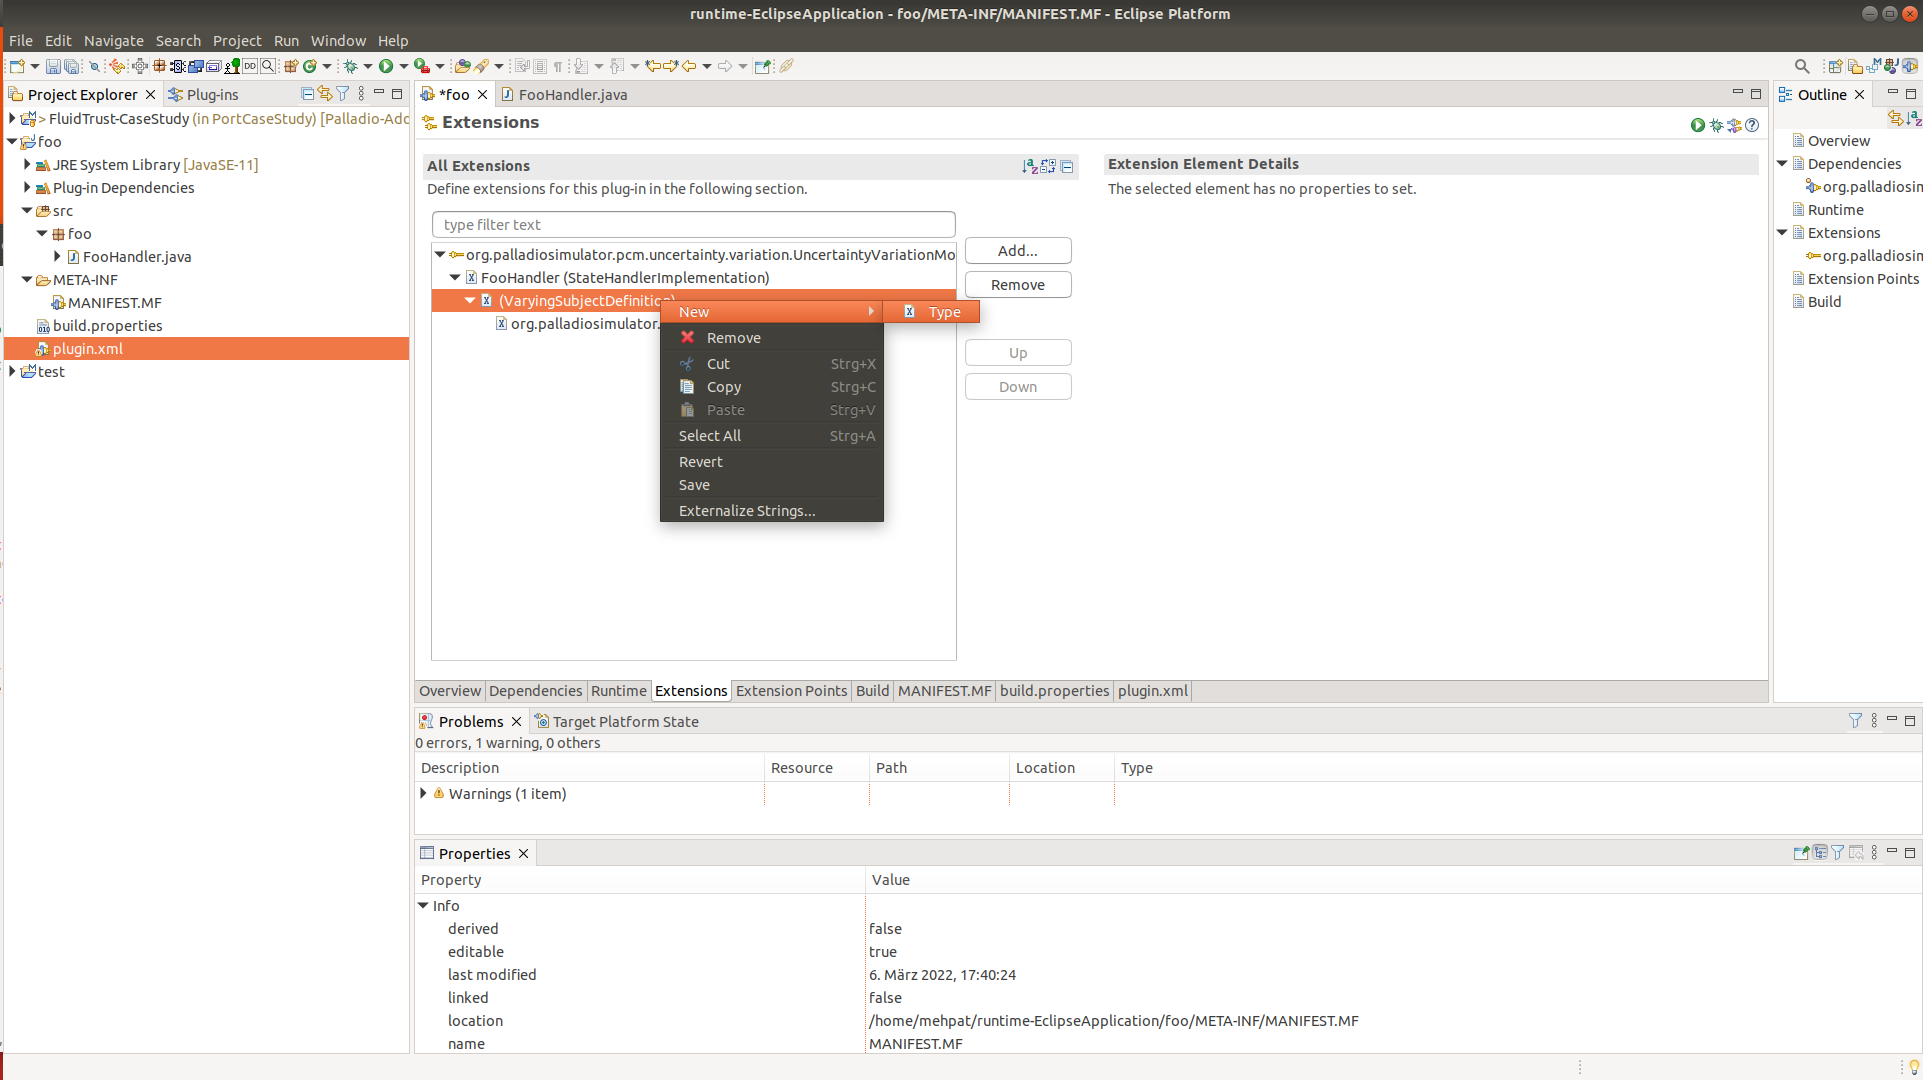 runtime-EclipseApplication - foo/META-INF/MANIFEST.MF - Eclipse Platform
File Edit Navigate Search Project Run Window Help
Project Explorer
Plug-ins
> FluidTrust-CaseStudy (in PortCaseStudy) [Palladio-Add
foo
JRE System Library [JavaSE-11]
Plug-in Dependencies
src
foo
FooHandler.java
META-INF
MANIFEST.MF
build.properties
plugin.xml
test
*foo
FooHandler.java
Extensions
All Extensions
Define extensions for this plug-in in the following section.
type filter text
org.palladiosimulator.pcm.uncertainty.variation.UncertaintyVariationMo
FooHandler (StateHandlerImplementation)
(VaryingSubjectDefinition)
org.palladiosimulator.
Add...
Remove
Up
Down
New
Type
Remove
Cut Strg+X
Copy Strg+C
Paste Strg+V
Select All Strg+A
Revert
Save
Externalize Strings...
Extension Element Details
The selected element has no properties to set.
Overview Dependencies Runtime Extensions Extension Points Build MANIFEST.MF build.properties plugin.xml
Outline
Overview
Dependencies
org.palladiosim
Runtime
Extensions
org.palladiosim
Extension Points
Build
Problems
Target Platform State
0 errors, 1 warning, 0 others
Description Resource Path Location Type
Warnings (1 item)
Properties
Property Value
Info
derived false
editable true
last modified 6. März 2022, 17:40:24
linked false
location /home/mehpat/runtime-EclipseApplication/foo/META-INF/MANIFEST.MF
name MANIFEST.MF